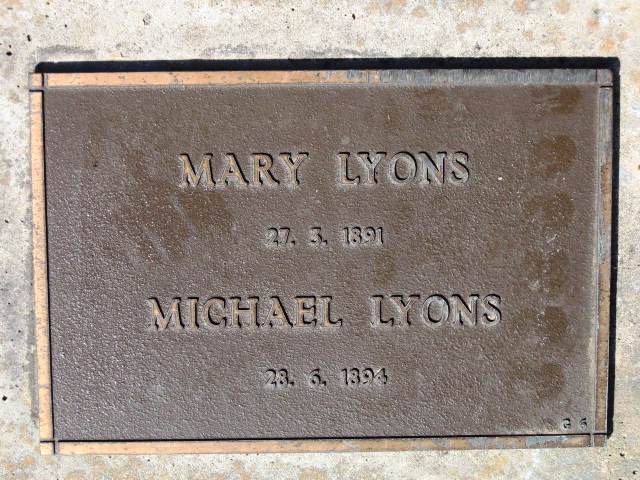 MARY LYONS
27. 3. 1891
MICHAEL LYONS
28. 6. 1894
G 6